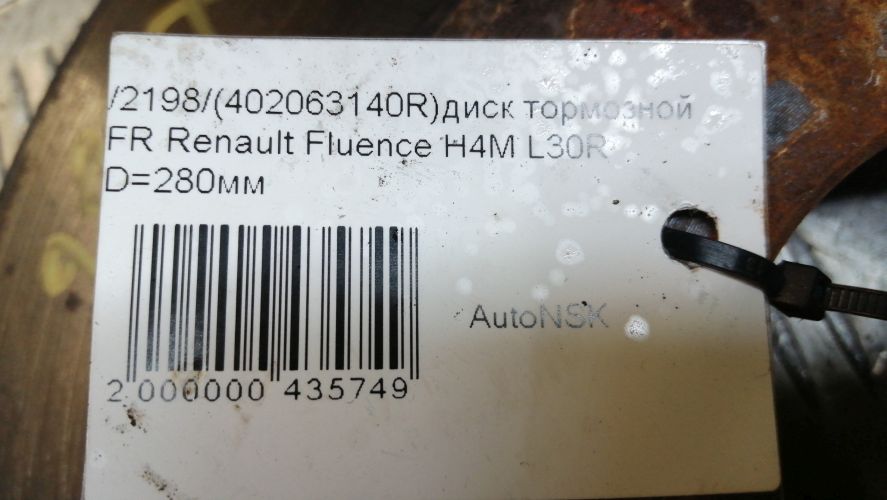 /2198/(402063140R)диск тормозной
FR Renault Fluence H4M L30R
D=280мм
AutoNSK
2 000000 435749